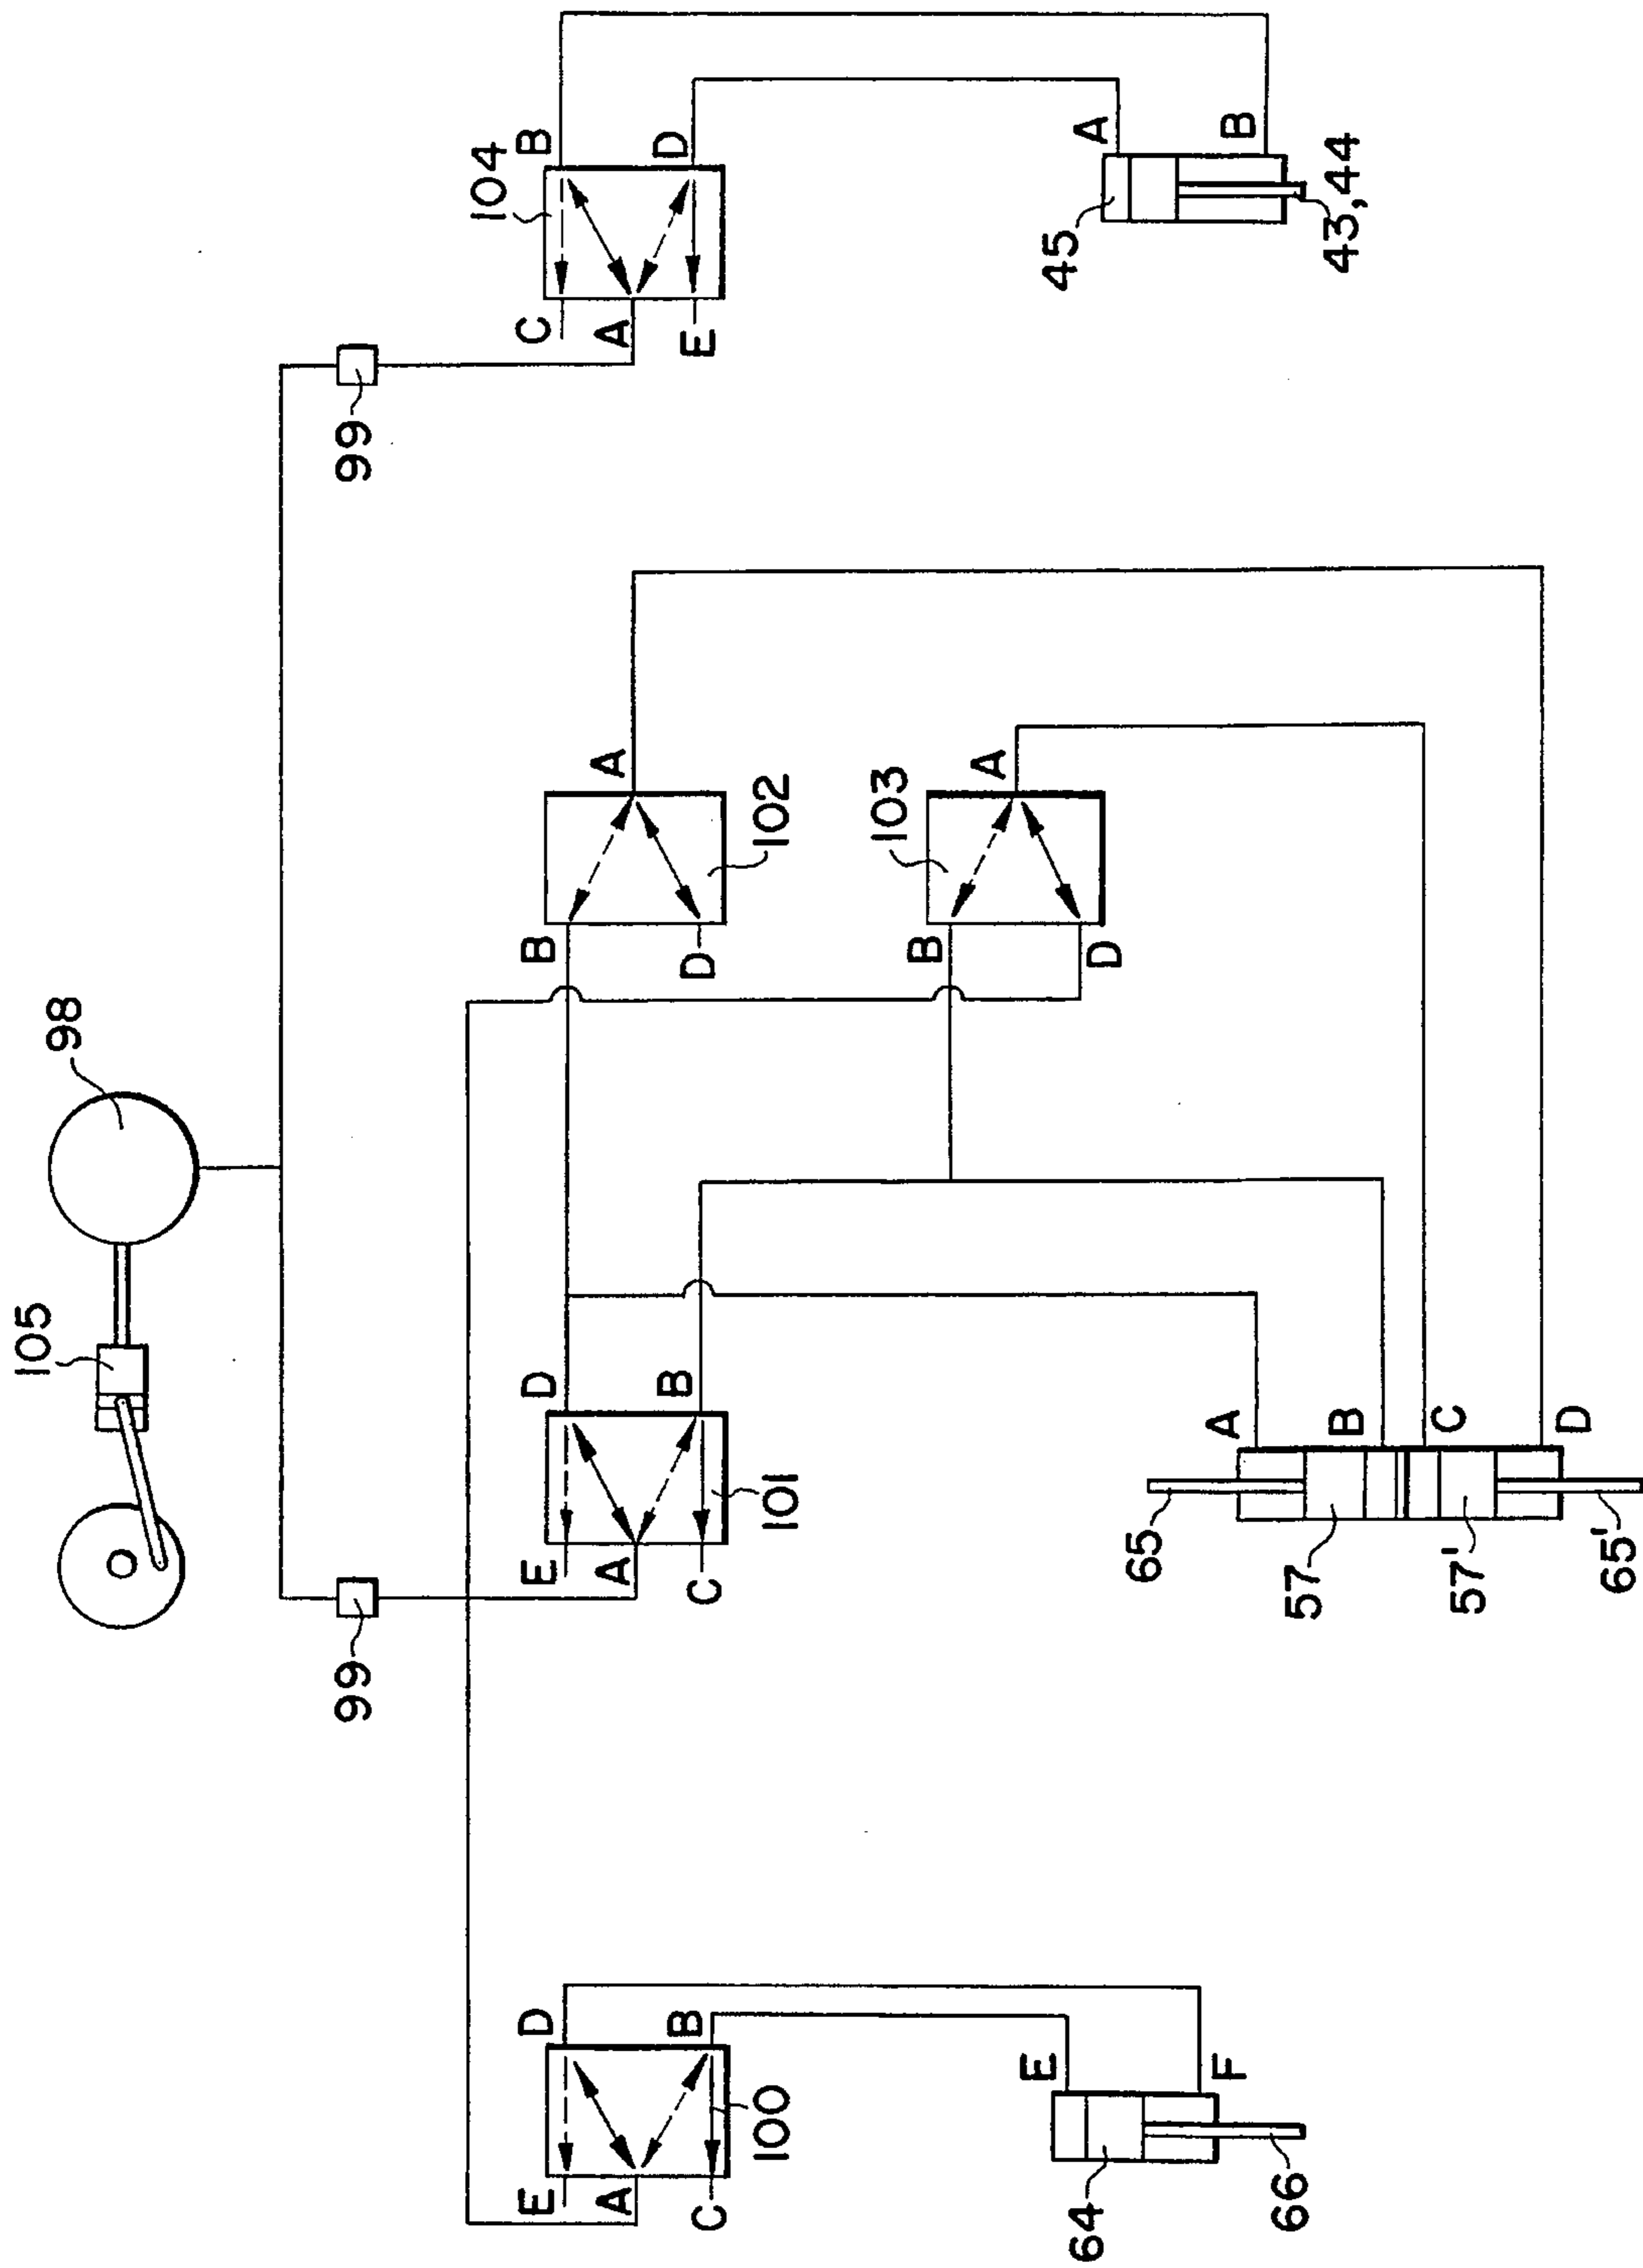 105
98
99 99
104
E D E D B C B
A A A A
C B C B D E D
100 101 102
103
B
A
E 45
64
D A
65
F A B
66 57
B 43,44
C
57'
D
65'